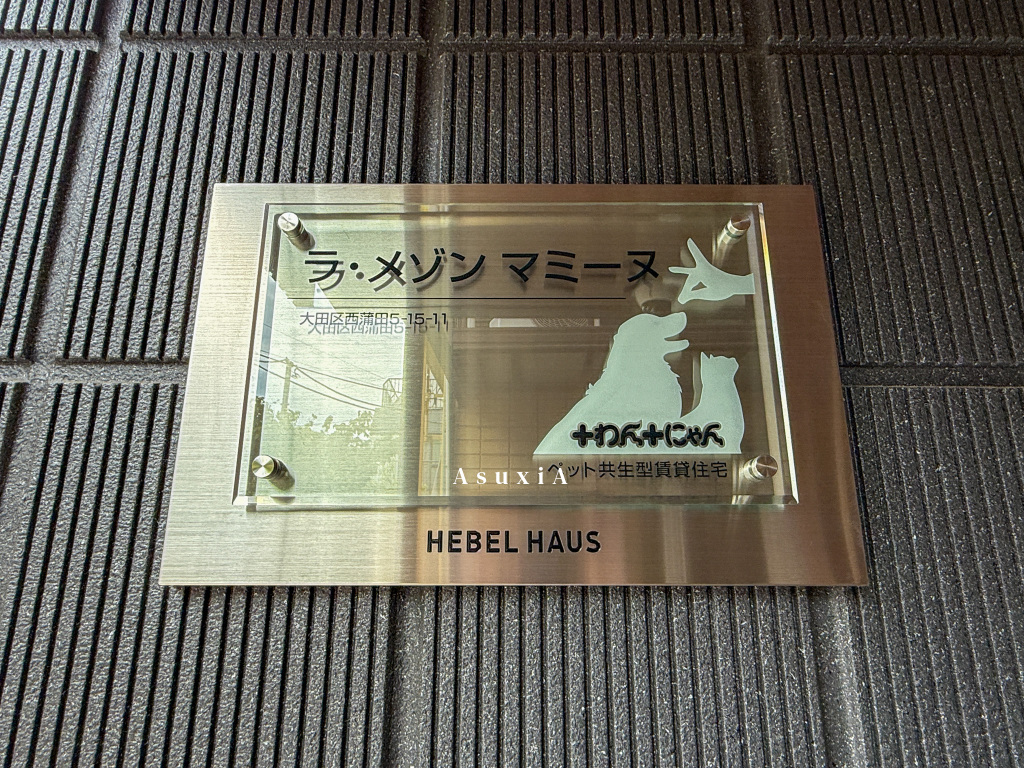 ラ・メゾン マミーヌ
大田区西蒲田5-15-11
+わん+にゃん
ペット共生型賃貸住宅
AsuxiA
HEBEL HAUS